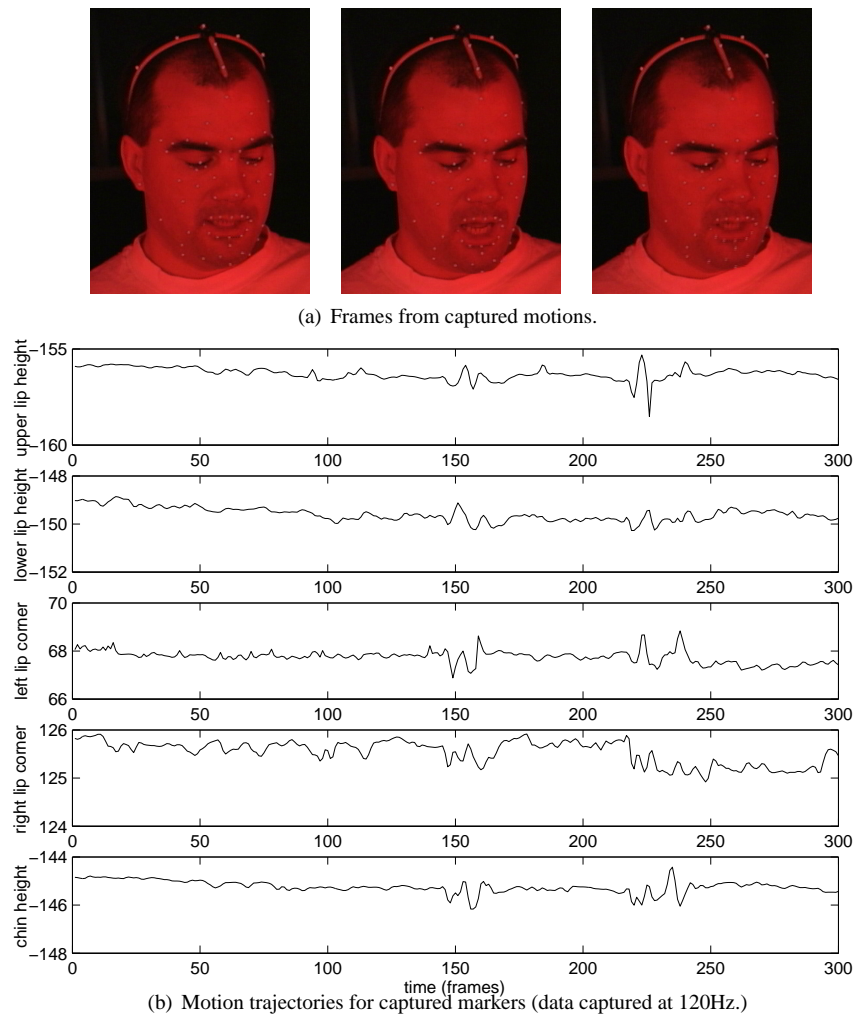 (a) Frames from captured motions.
−155
−160
upper lip height
0 50 100 150 200 250 300
−148
−150
−152
lower lip height
0 50 100 150 200 250 300
70
68
66
left lip corner
0 50 100 150 200 250 300
126
125
124
right lip corner
0 50 100 150 200 250 300
−144
−146
−148
chin height
0 50 100 150 200 250 300
time (frames)
(b) Motion trajectories for captured markers (data captured at 120Hz.)